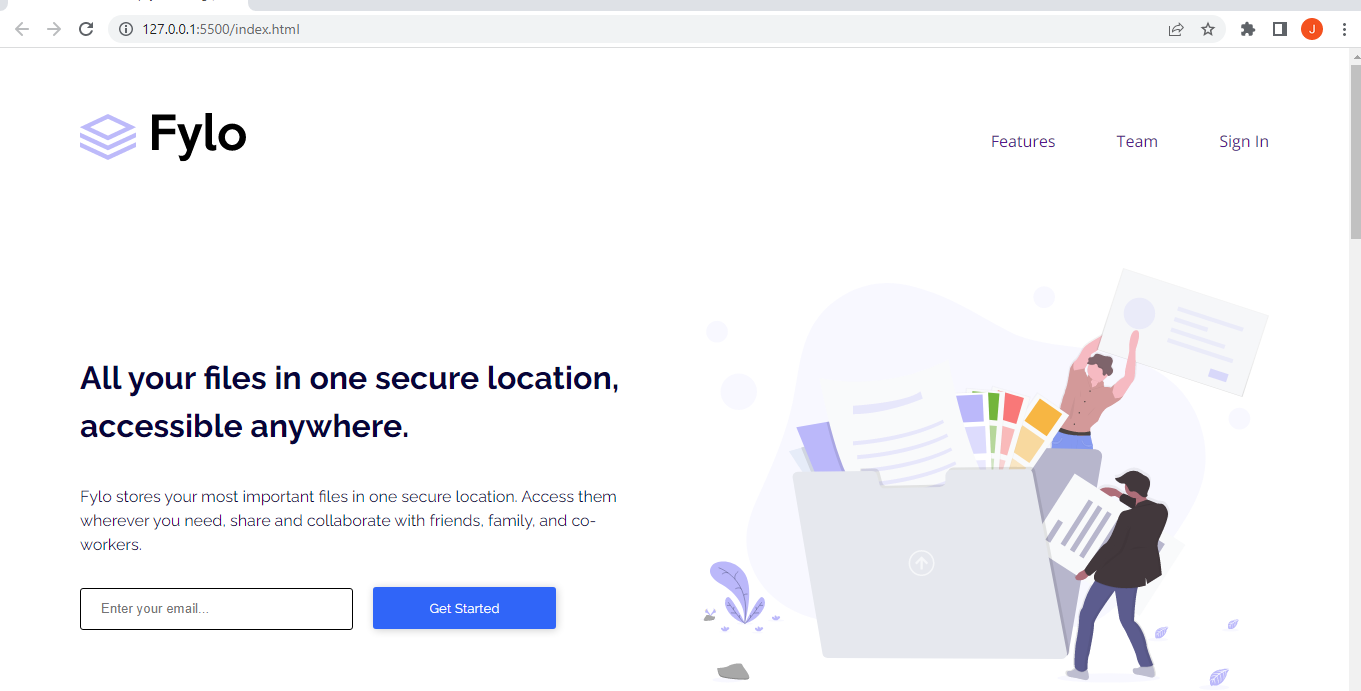 127.0.0.1:5500/index.html
J
Fylo
Features
Team
Sign In
All your files in one secure location,
accessible anywhere.
Fylo stores your most important files in one secure location. Access them
wherever you need, share and collaborate with friends, family, and co-
workers.
Enter your email...
Get Started